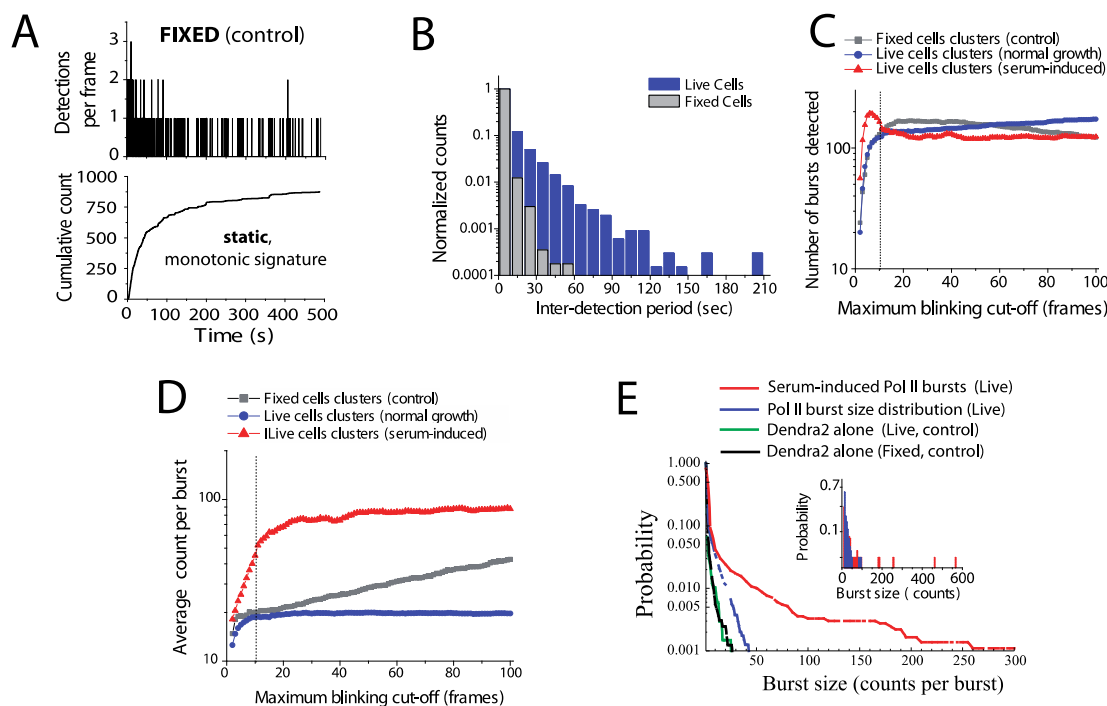 A
FIXED (control)
Detections
per frame
3
2
1
0
Cumulative count
1000
750
500
250
0
static,
monotonic signature
0 100 200 300 400 500
Time (s)
B
Live Cells
Fixed Cells
Normalized counts
1
0.1
0.01
0.001
0.0001
0 30 60 90 120 150 180 210
Inter-detection period (sec)
C
Fixed cells clusters (control)
Live cells clusters (normal growth)
Live cells clusters (serum-induced)
Number of bursts detected
100
10
0 20 40 60 80 100
Maximum blinking cut-off (frames)
D
Fixed cells clusters (control)
Live cells clusters (normal growth)
ILive cells clusters (serum-induced)
Average count per burst
100
10
0 20 40 60 80 100
Maximum blinking cut-off (frames)
E
Serum-induced Pol II bursts (Live)
Pol II burst size distribution (Live)
Dendra2 alone (Live, control)
Dendra2 alone (Fixed, control)
Probability
1.000
0.500
0.100
0.050
0.010
0.005
0.001
50 100 150 200 250 300
Burst size (counts per burst)
Probability
0.7
0.1
0 200 400 600
Burst size ( counts)